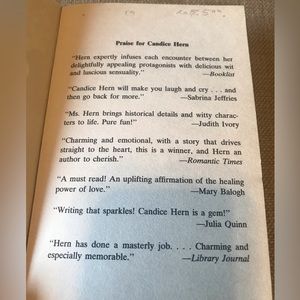 Praise for Candice Hern
"Hern expertly infuses each encounter between her
delightfully appealing protagonists with delicious wit
and luscious sensuality."
—Booklist
"Candice Hern will make you laugh and cry . . . and
then go back for more."
—Sabrina Jeffries
"Ms. Hern brings historical details and witty charac-
ters to life. Pure fun!"
—Judith Ivory
"Charming and emotional, with a story that drives
straight to the heart, this is a winner, and Hern an
author to cherish."
—Romantic Times
"A must read! An uplifting affirmation of the healing
power of love."
—Mary Balogh
"Writing that sparkles! Candice Hern is a gem!"
—Julia Quinn
"Hern has done a masterly job. . . . Charming and
especially memorable."
—Library Journal